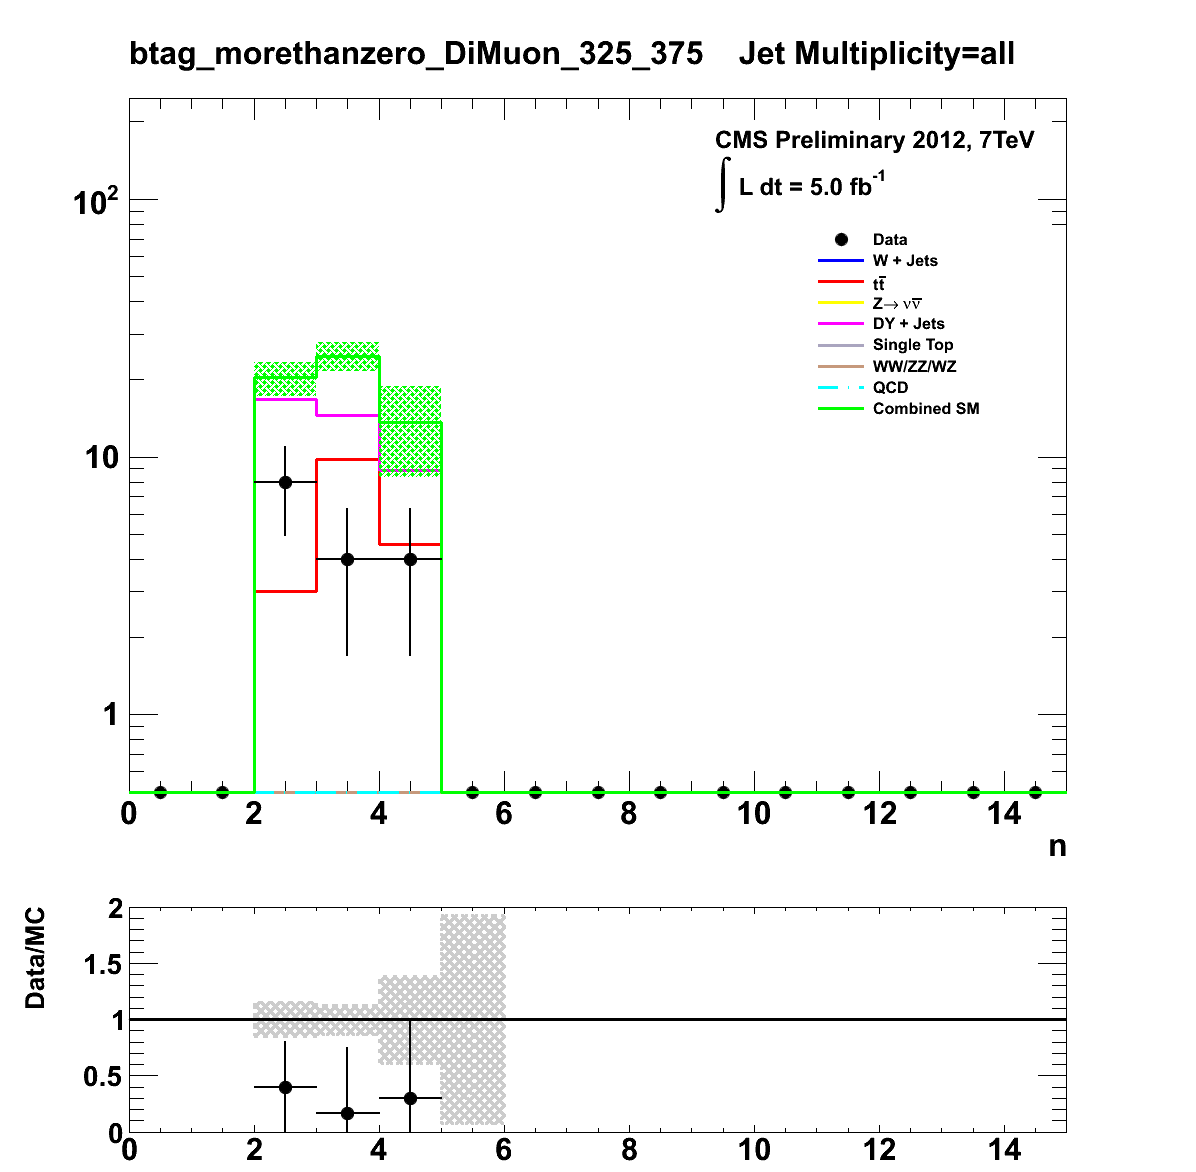 btag_morethanzero_DiMuon_325_375 Jet Multiplicity=all
CMS Preliminary 2012, 7TeV
∫ L dt = 5.0 fb⁻¹
Data
W + Jets
tt̅
Z→ νν̅
DY + Jets
Single Top
WW/ZZ/WZ
QCD
Combined SM
10²
10
1
0 2 4 6 8 10 12 14
n
Data/MC
2
1.5
1
0.5
0
0 2 4 6 8 10 12 14